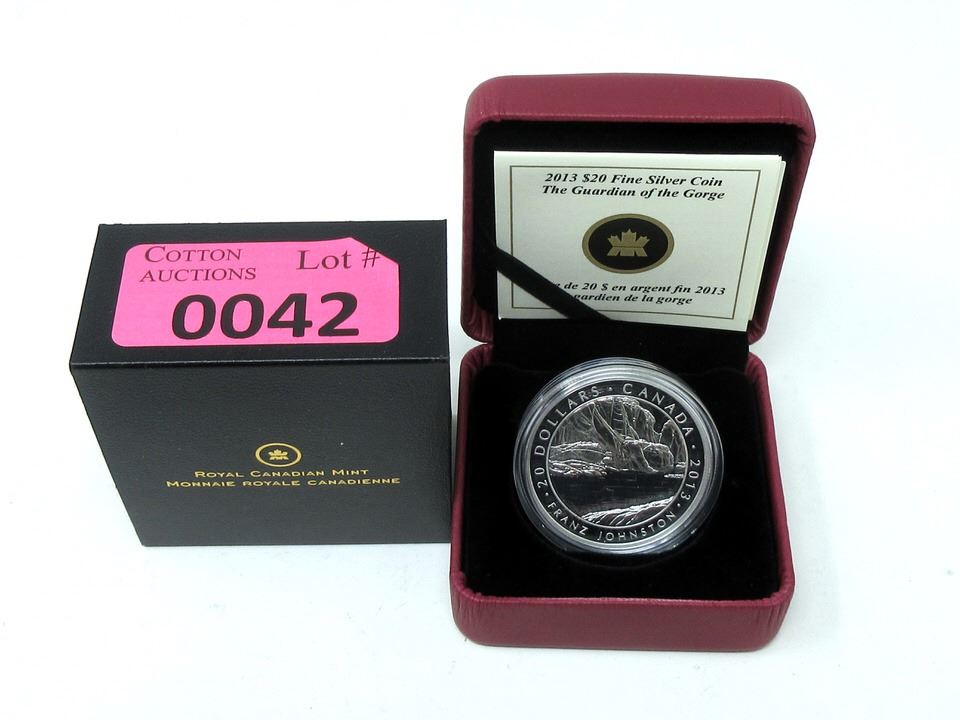 COTTON
AUCTIONS
Lot #
0042
ROYAL CANADIAN MINT
MONNAIE ROYALE CANADIENNE
2013 $20 Fine Silver Coin
The Guardian of the Gorge
de 20 $ en argent fin 2013
de la gorge
20 DOLLARS · CANADA · 2013 ·
FRANZ JOHNSTON